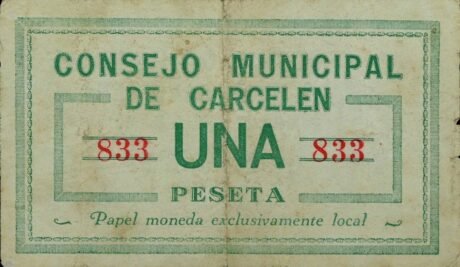 CONSEJO MUNICIPAL
DE CARCELEN
833 UNA 833
PESETA
Papel moneda exclusivamente local